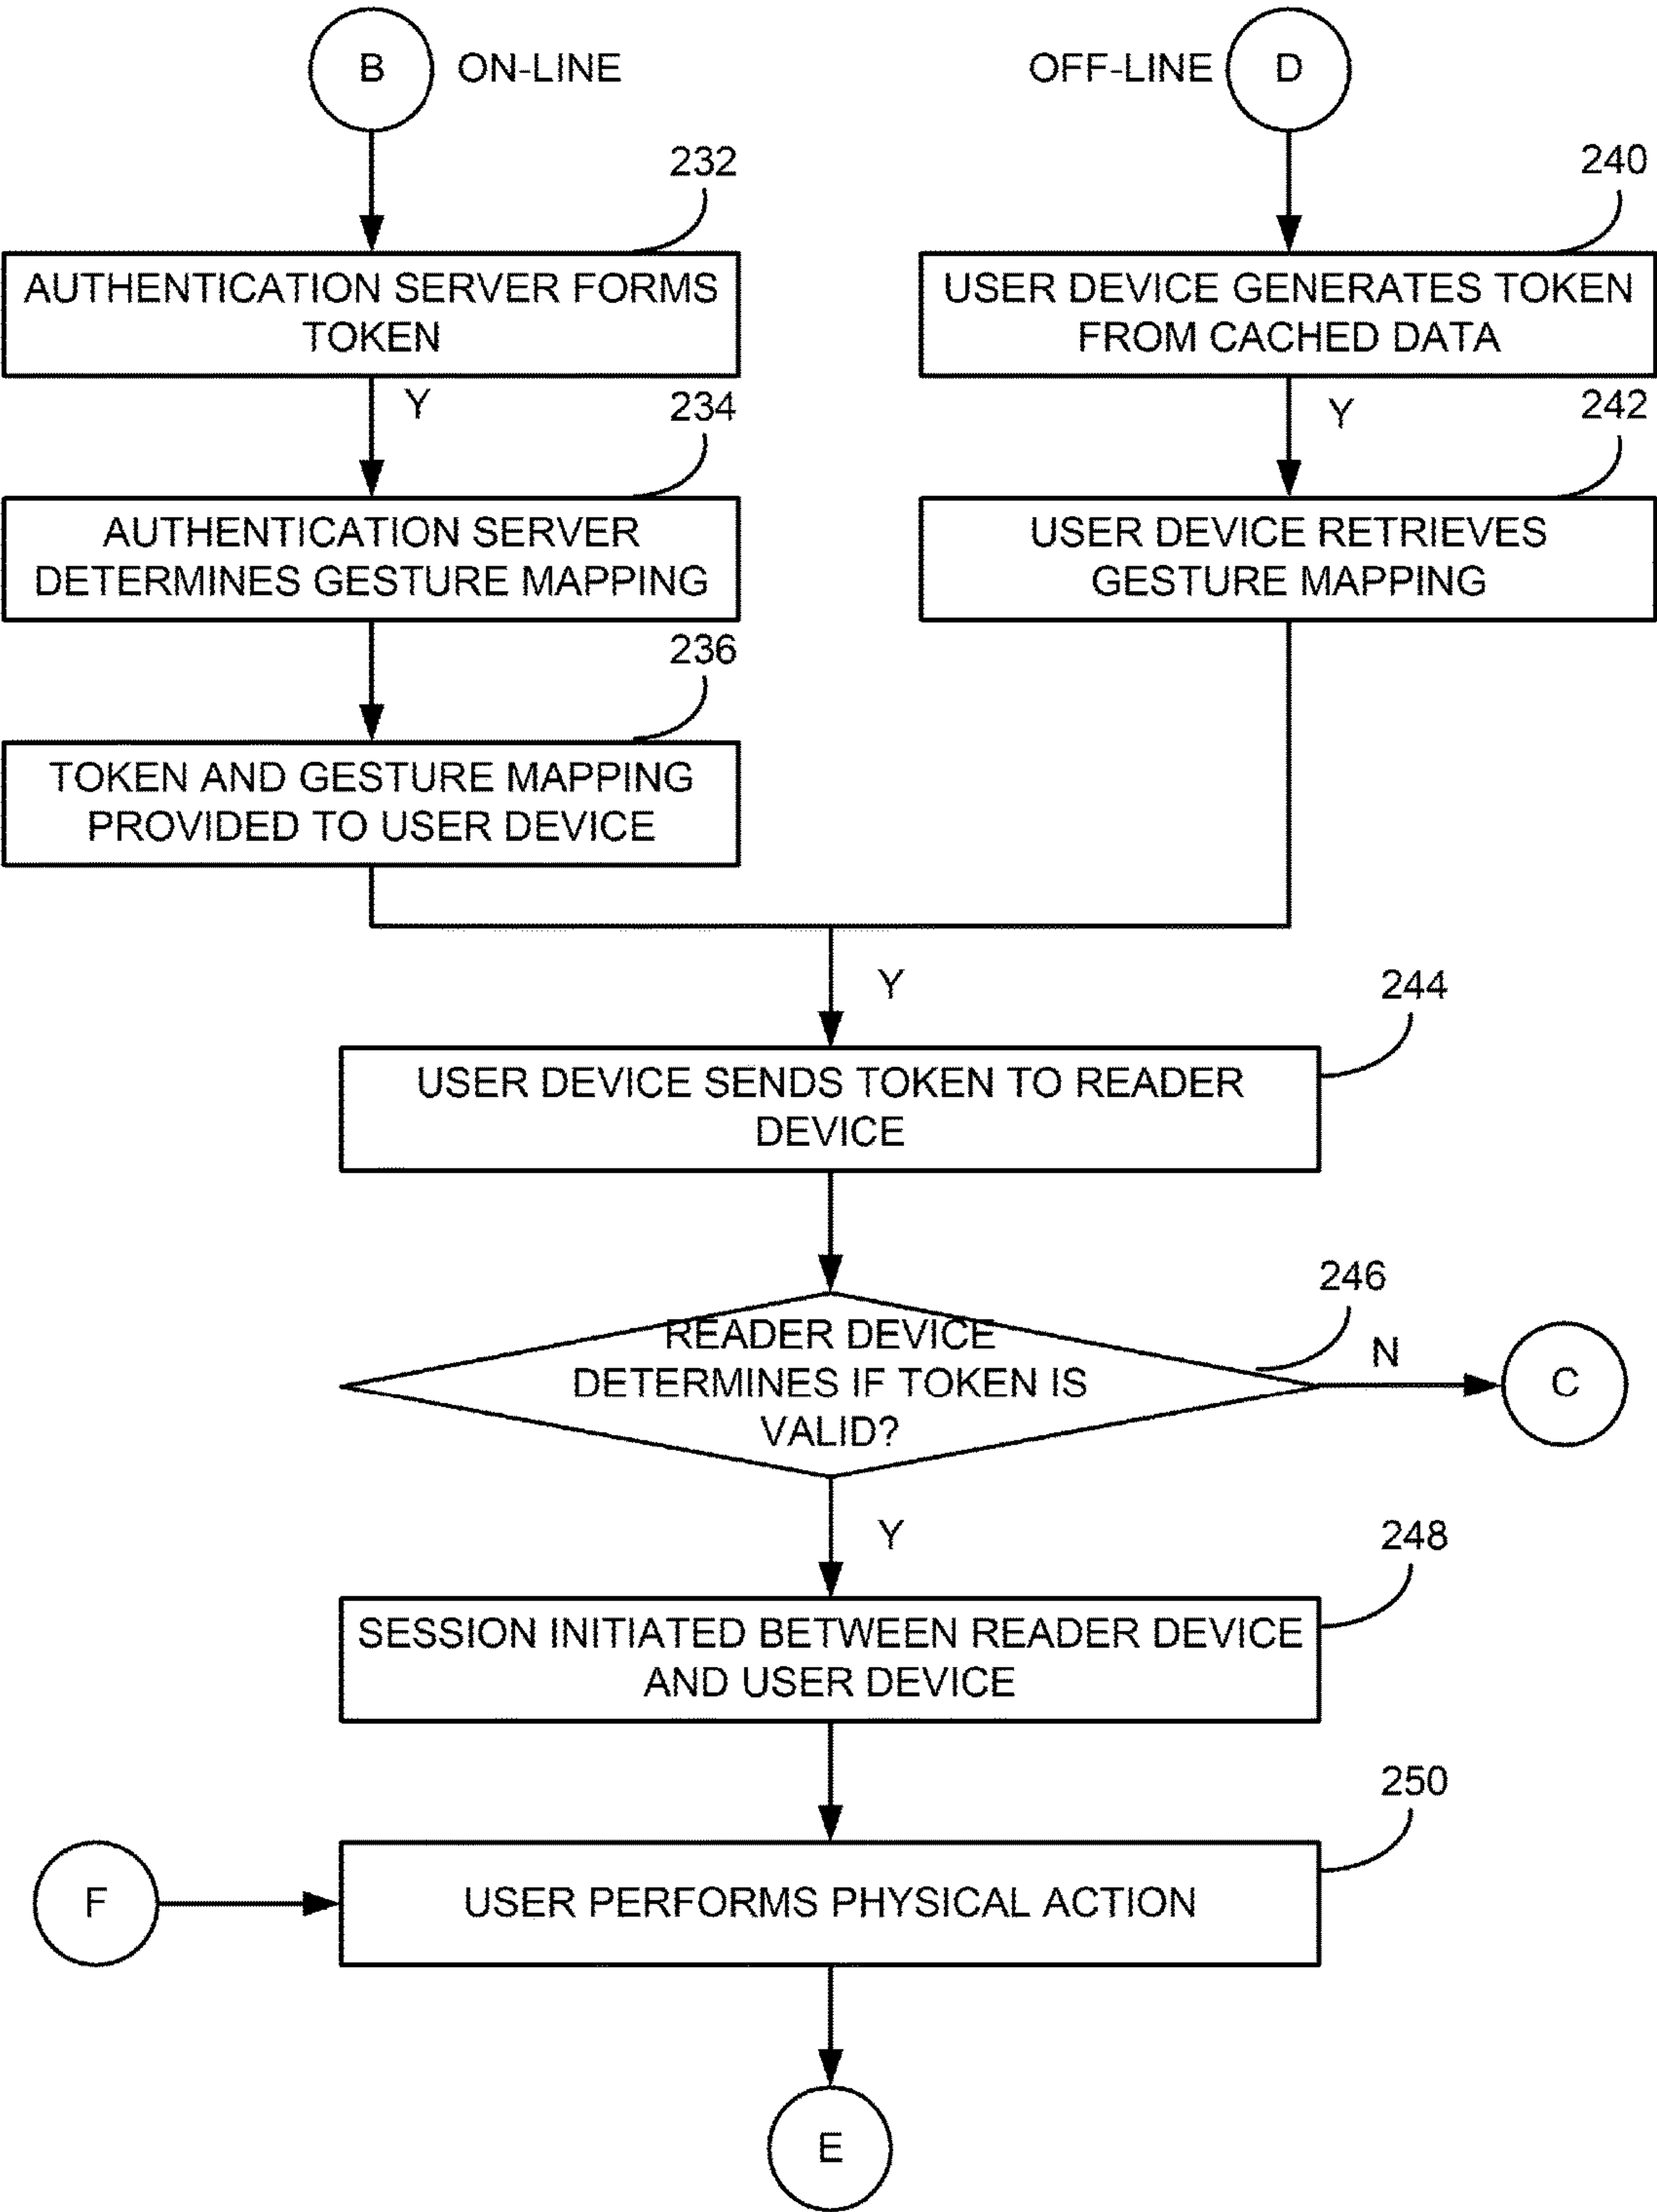 B ON-LINE
OFF-LINE D
232
240
AUTHENTICATION SERVER FORMS
TOKEN
USER DEVICE GENERATES TOKEN
FROM CACHED DATA
Y
234
Y
242
AUTHENTICATION SERVER
DETERMINES GESTURE MAPPING
USER DEVICE RETRIEVES
GESTURE MAPPING
236
TOKEN AND GESTURE MAPPING
PROVIDED TO USER DEVICE
Y
244
USER DEVICE SENDS TOKEN TO READER
DEVICE
246
READER DEVICE
DETERMINES IF TOKEN IS
VALID?
N
C
Y
248
SESSION INITIATED BETWEEN READER DEVICE
AND USER DEVICE
250
F
USER PERFORMS PHYSICAL ACTION
E